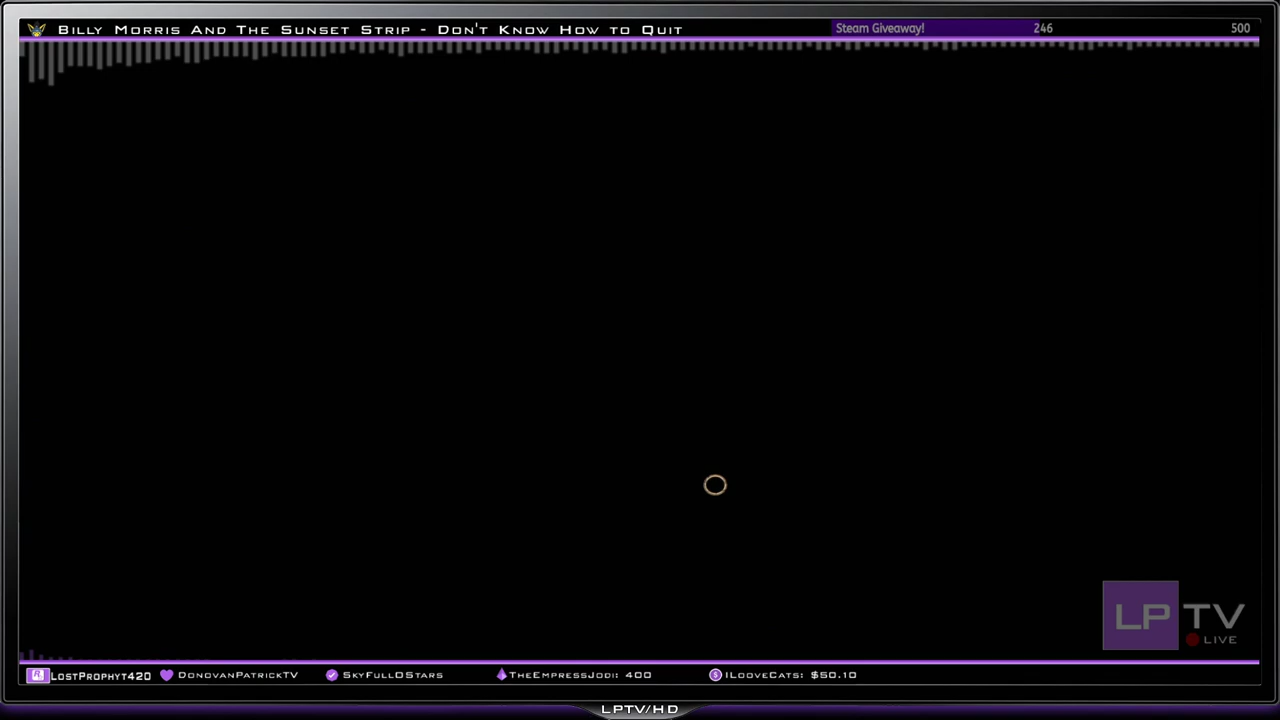 Billy Morris And The Sunset Strip - Don't Know How to Quit
Steam Giveaway! 246 500
LP TV
LIVE
R LostProphyt420 DonovanPatrickTV SkyFullOStars TheEmpressJodi: 400 $ ILooveCats: $50.10
LPTV/HD